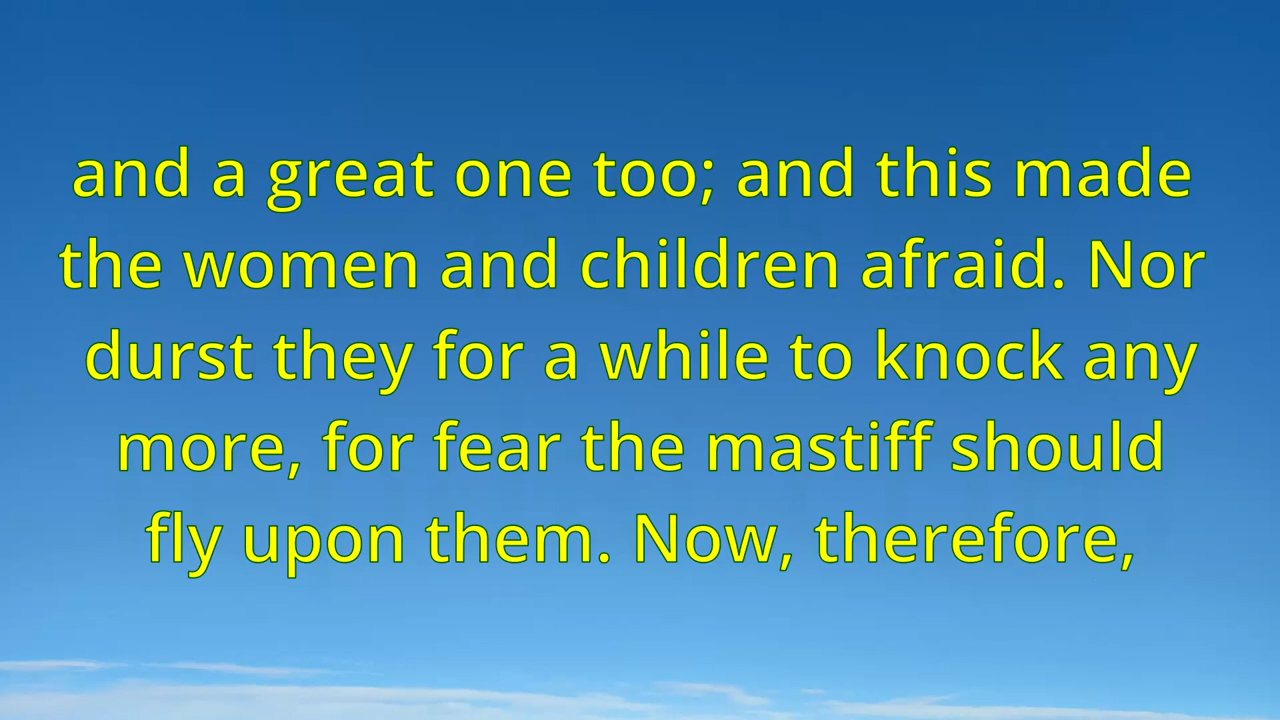 and a great one too; and this made
the women and children afraid. Nor
durst they for a while to knock any
more, for fear the mastiff should
fly upon them. Now, therefore,